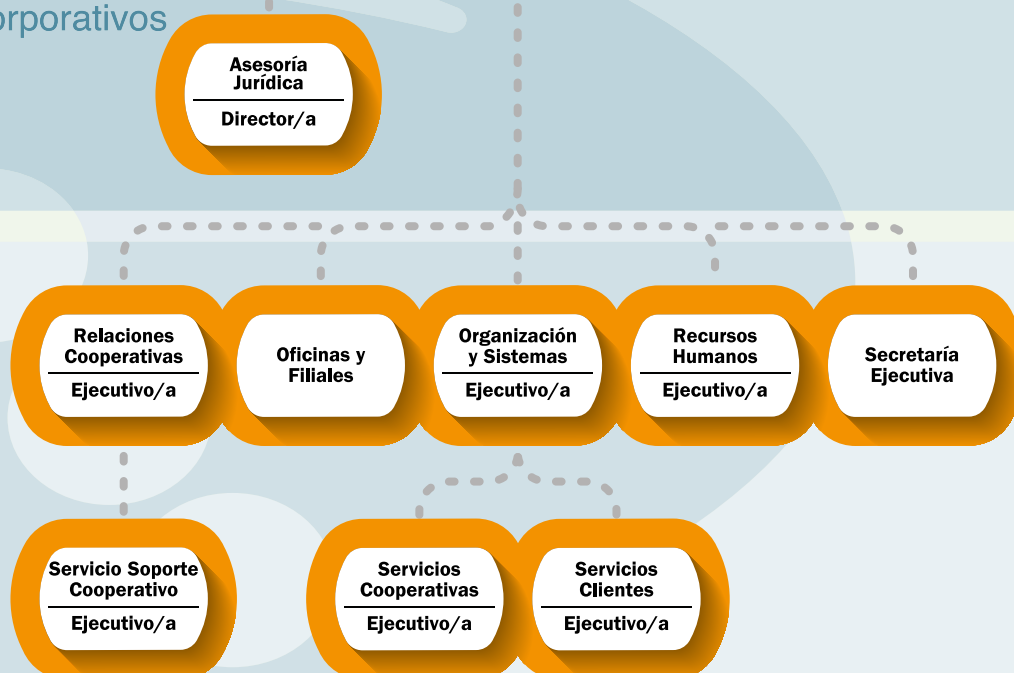 orporativos
Asesoría
Jurídica
Director/a
Relaciones
Cooperativas
Ejecutivo/a
Oficinas y
Filiales
Organización
y Sistemas
Ejecutivo/a
Recursos
Humanos
Ejecutivo/a
Secretaría
Ejecutiva
Servicio Soporte
Cooperativo
Ejecutivo/a
Servicios
Cooperativas
Ejecutivo/a
Servicios
Clientes
Ejecutivo/a